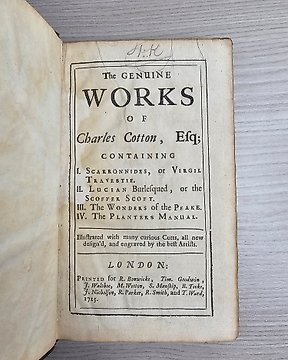 The GENUINE
WORKS
OF
Charles Cotton, Esq;
CONTAINING
I. SCARRONNIDES, or VIRGIL
TRAVESTIE.
II. LUCIAN Burlesqued, or the
SCOFFER SCOFT.
III. The WONDERS of the PEAKE.
IV. The PLANTERS MANUAL.
Illustrated with many curious Cutts, all new
design'd, and engraved by the best Artists.
LONDON:
PRINTED for R. Bonwicke, Tim. Goodwin,
J. Walthoe, M. Wotton, S. Manship, B. Tooke,
J. Nicholson, R. Parker, R. Smith, and T. Ward,
1715.